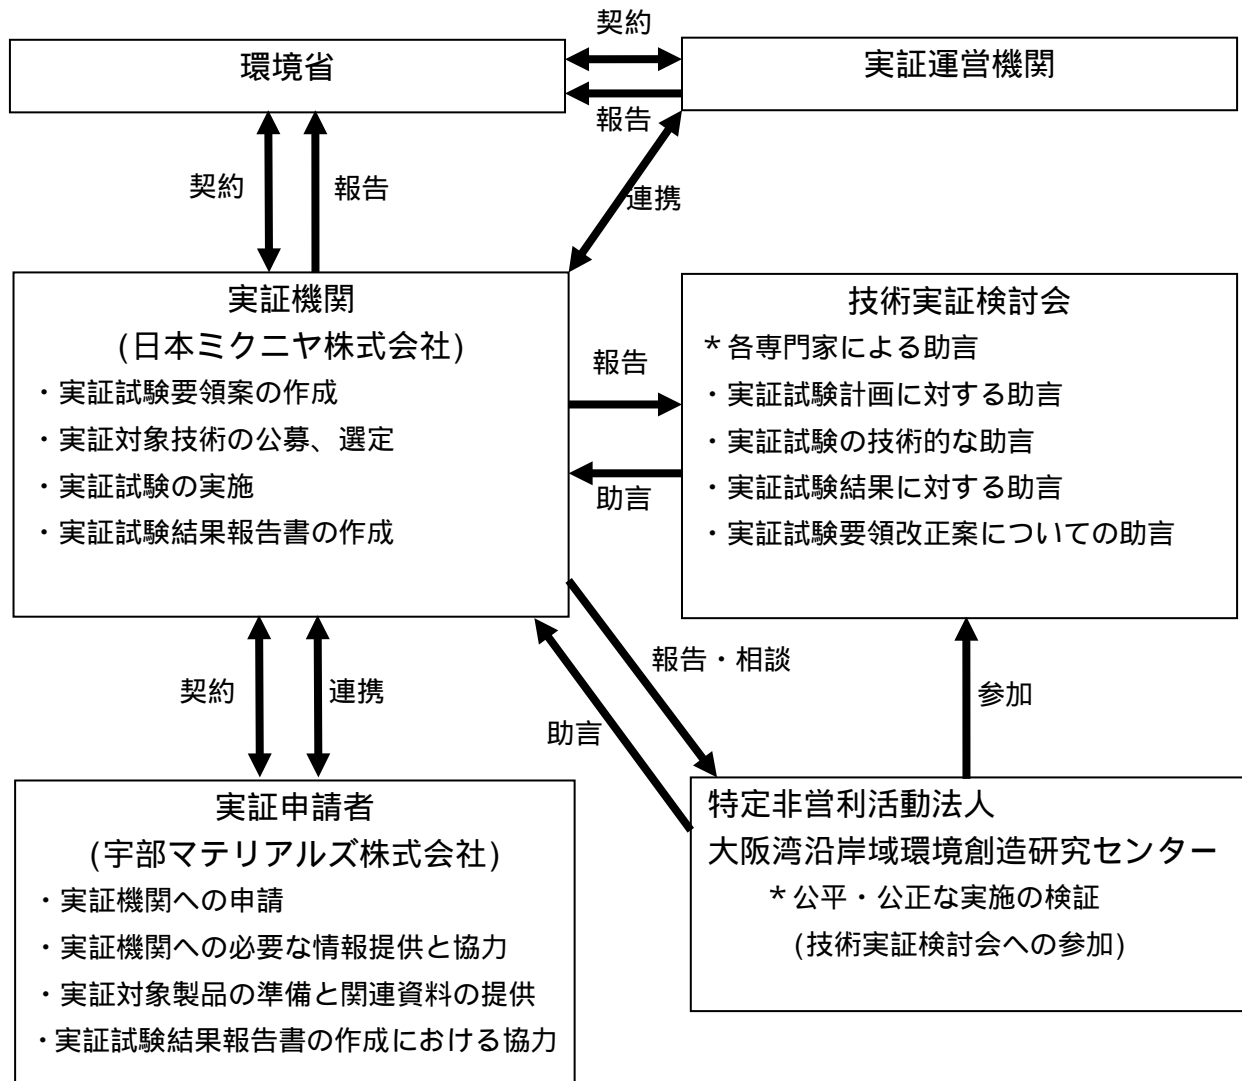 契約
環境省
実証運営機関
報告
契約
報告
連携
実証機関
(日本ミクニヤ株式会社)
・実証試験要領案の作成
・実証対象技術の公募、選定
・実証試験の実施
・実証試験結果報告書の作成
報告
助言
技術実証検討会
*各専門家による助言
・実証試験計画に対する助言
・実証試験の技術的な助言
・実証試験結果に対する助言
・実証試験要領改正案についての助言
契約
連携
報告・相談
助言
参加
実証申請者
(宇部マテリアルズ株式会社)
・実証機関への申請
・実証機関への必要な情報提供と協力
・実証対象製品の準備と関連資料の提供
・実証試験結果報告書の作成における協力
特定非営利活動法人
大阪湾沿岸域環境創造研究センター
*公平・公正な実施の検証
(技術実証検討会への参加)